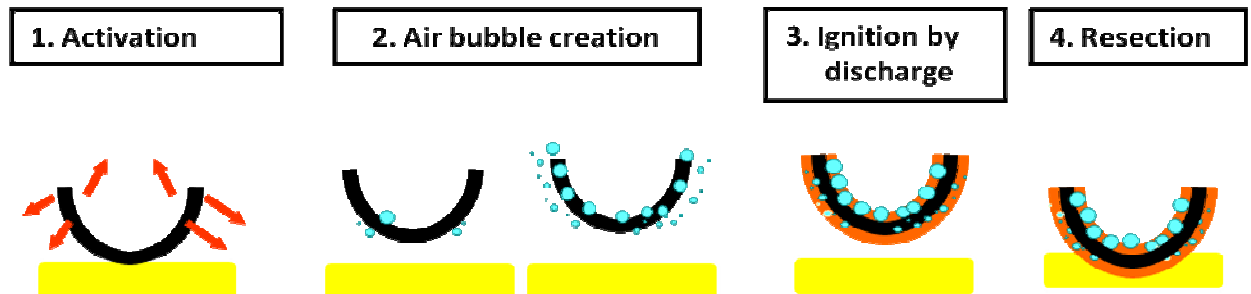 1. Activation
2. Air bubble creation
3. Ignition by
discharge
4. Resection